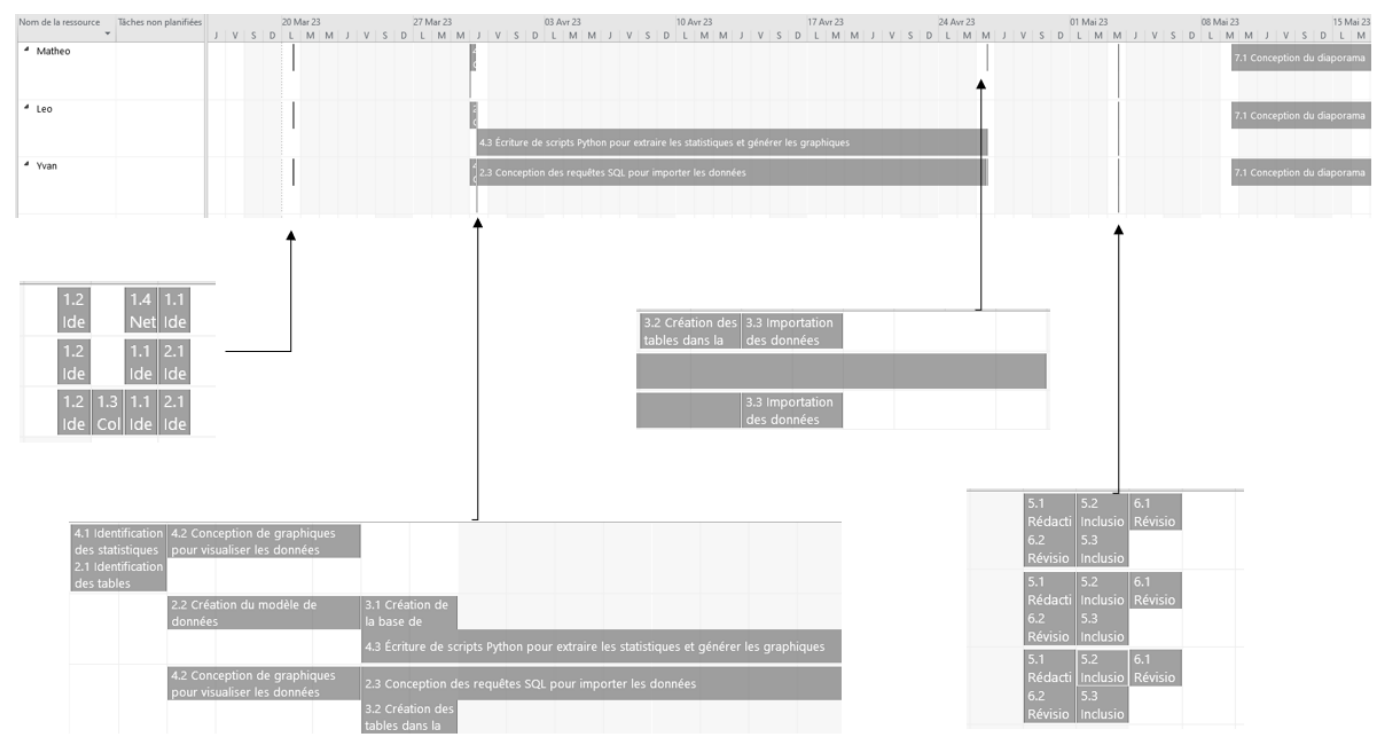 Nom de la ressource Tâches non planifiées 20 Mar 23 27 Mar 23 03 Avr 23 10 Avr 23 17 Avr 23 24 Avr 23 01 Mai 23 08 Mai 23 15 Mai 23
J V S D L M M J V S D L M M J V S D L M M J V S D L M M J V S D L M M J V S D L M M J V S D L M M J V S D L M M J V S D L M
Matheo
7.1 Conception du diaporama
Leo
7.1 Conception du diaporama
4.3 Écriture de scripts Python pour extraire les statistiques et générer les graphiques
Yvan
2.3 Conception des requêtes SQL pour importer les données
7.1 Conception du diaporama
1.2 1.4 1.1
Ide Net Ide
1.2 1.1 2.1
Ide Ide Ide
1.2 1.3 1.1 2.1
Ide Col Ide Ide
3.2 Création des 3.3 Importation
tables dans la des données
3.3 Importation
des données
4.1 Identification 4.2 Conception de graphiques
des statistiques pour visualiser les données
2.1 Identification
des tables
2.2 Création du modèle de 3.1 Création de
données la base de
4.3 Écriture de scripts Python pour extraire les statistiques et générer les graphiques
4.2 Conception de graphiques
pour visualiser les données
2.3 Conception des requêtes SQL pour importer les données
3.2 Création des
tables dans la
5.1 5.2 6.1
Rédacti Inclusio Révisio
6.2 5.3
Révisio Inclusio
5.1 5.2 6.1
Rédacti Inclusio Révisio
6.2 5.3
Révisio Inclusio
5.1 5.2 6.1
Rédacti Inclusio Révisio
6.2 5.3
Révisio Inclusio